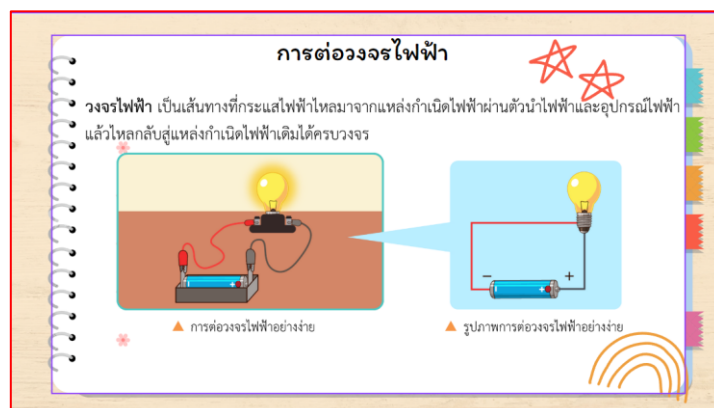 การต่อวงจรไฟฟ้า
วงจรไฟฟ้า เป็นเส้นทางที่กระแสไฟฟ้าไหลมาจากแหล่งกำเนิดไฟฟ้าผ่านตัวนำไฟฟ้าและอุปกรณ์ไฟฟ้า
แล้วไหลกลับสู่แหล่งกำเนิดไฟฟ้าเดิมได้ครบวงจร
− +
▲ การต่อวงจรไฟฟ้าอย่างง่าย
▲ รูปภาพการต่อวงจรไฟฟ้าอย่างง่าย